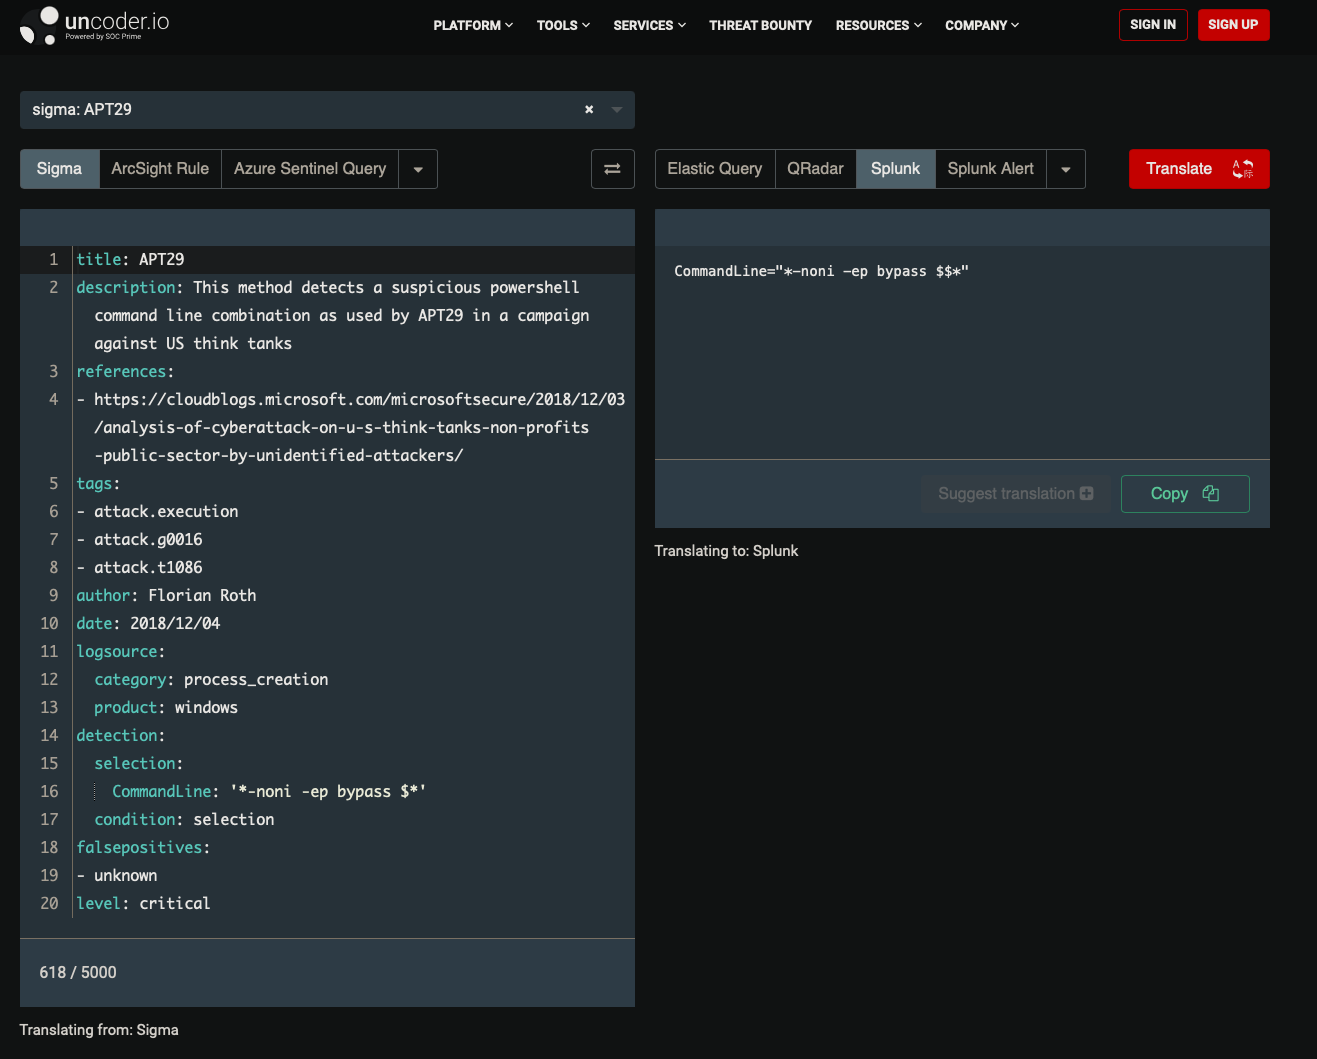 uncoder.io
Powered by SOC Prime
PLATFORM TOOLS SERVICES THREAT BOUNTY RESOURCES COMPANY SIGN IN SIGN UP
sigma: APT29 ×
Sigma ArcSight Rule Azure Sentinel Query
Elastic Query QRadar Splunk Splunk Alert Translate
1 title: APT29
2 description: This method detects a suspicious powershell
command line combination as used by APT29 in a campaign
against US think tanks
3 references:
4 - https://cloudblogs.microsoft.com/microsoftsecure/2018/12/03
/analysis-of-cyberattack-on-u-s-think-tanks-non-profits
-public-sector-by-unidentified-attackers/
5 tags:
6 - attack.execution
7 - attack.g0016
8 - attack.t1086
9 author: Florian Roth
10 date: 2018/12/04
11 logsource:
12 category: process_creation
13 product: windows
14 detection:
15 selection:
16 CommandLine: '*-noni -ep bypass $*'
17 condition: selection
18 falsepositives:
19 - unknown
20 level: critical
618 / 5000
Translating from: Sigma
CommandLine="*-noni -ep bypass $$*"
Suggest translation
Copy
Translating to: Splunk